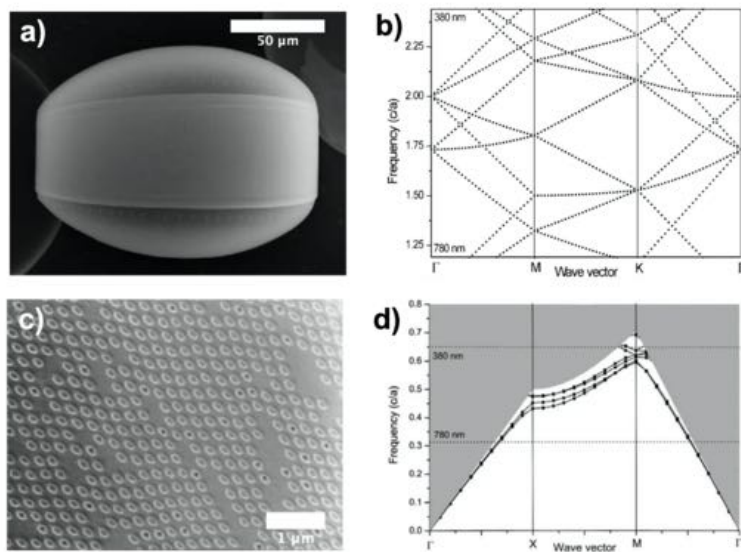 a)
50 µm
b)
Frequency (c/a)
380 nm
2.25
2.00
1.75
1.50
1.25
780 nm
Γ
M
K
Γ
Wave vector
c)
1 µm
d)
Frequency (c/a)
0.8
0.7
0.6
0.5
0.4
0.3
0.2
0.1
0.0
380 nm
780 nm
Γ
X
M
Γ
Wave vector